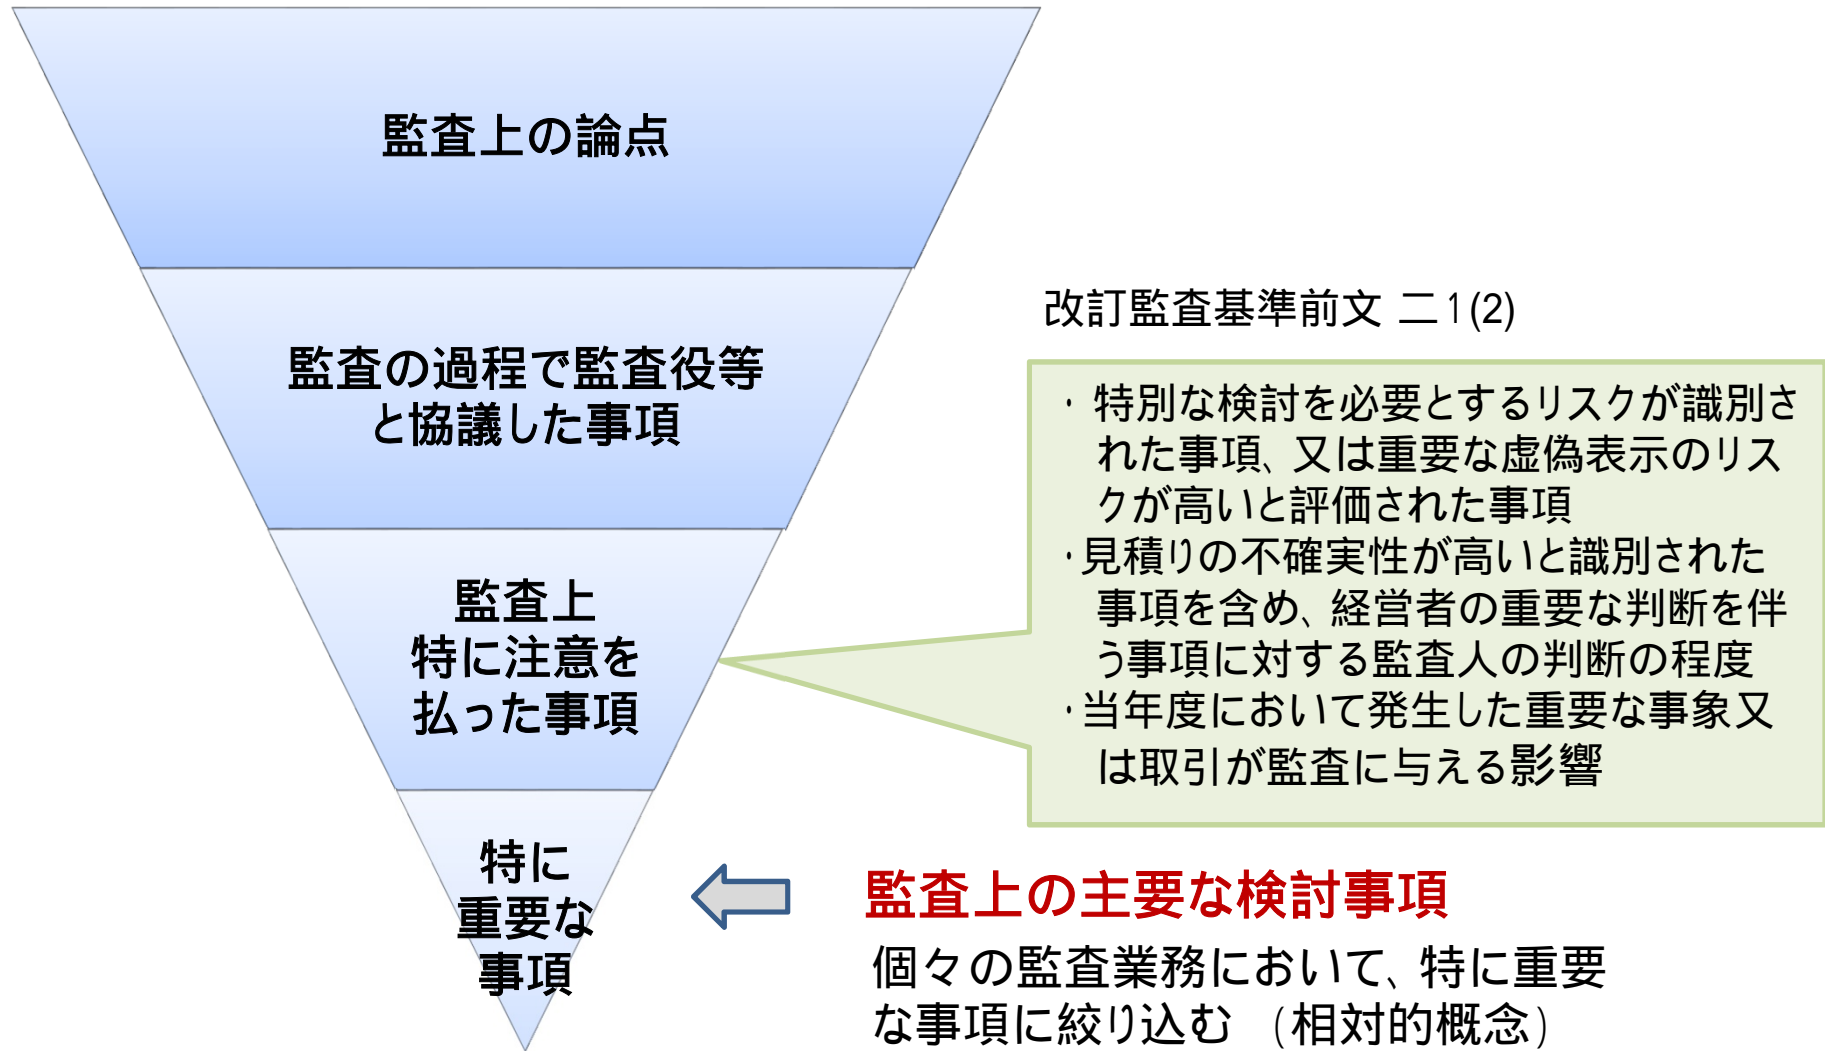 監査上の論点
監査の過程で監査役等
と協議した事項
監査上
特に注意を
払った事項
特に
重要な
事項
改訂監査基準前文 二1(2)
・特別な検討を必要とするリスクが識別さ
れた事項、又は重要な虚偽表示のリス
クが高いと評価された事項
・見積りの不確実性が高いと識別された
事項を含め、経営者の重要な判断を伴
う事項に対する監査人の判断の程度
・当年度において発生した重要な事象又
は取引が監査に与える影響
監査上の主要な検討事項
個々の監査業務において、特に重要
な事項に絞り込む (相対的概念)